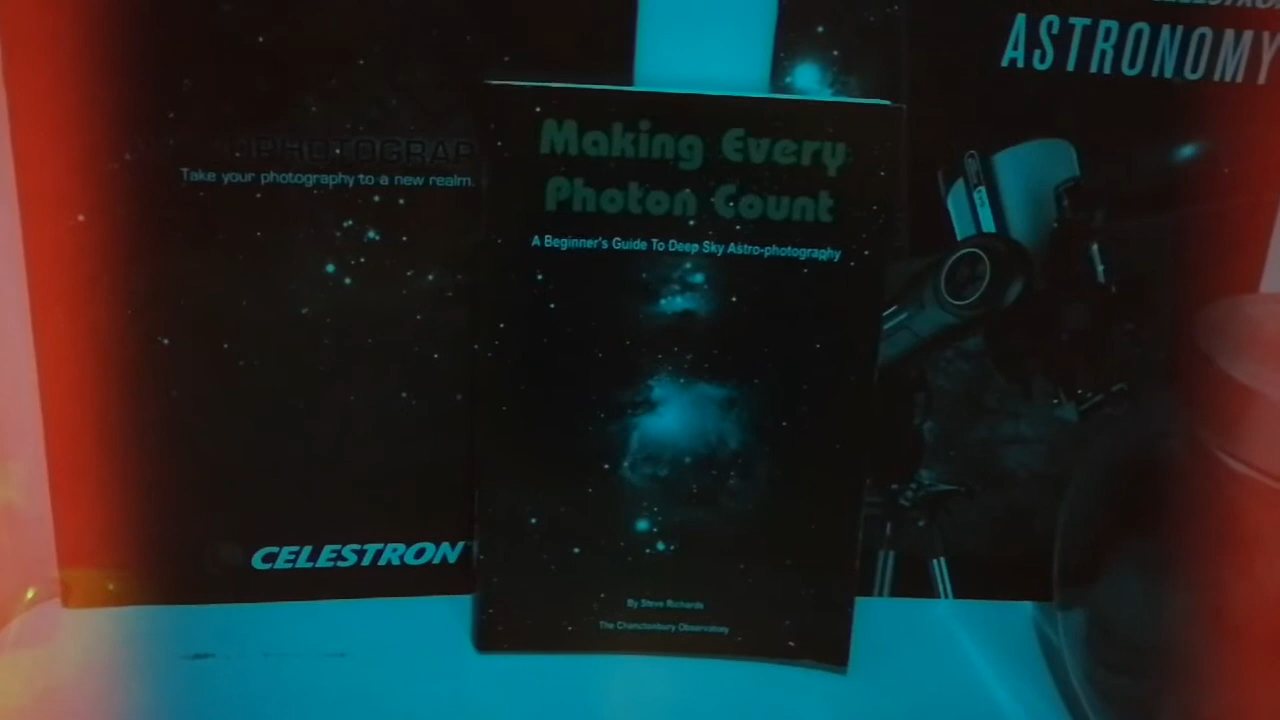 Take your photography to a new realm.
CELESTRON
Making Every
Photon Count
A Beginner's Guide To Deep Sky Astro-photography
By Steve Richards
The Chanctonbury Observatory
CELESTRON
ASTRONOMY